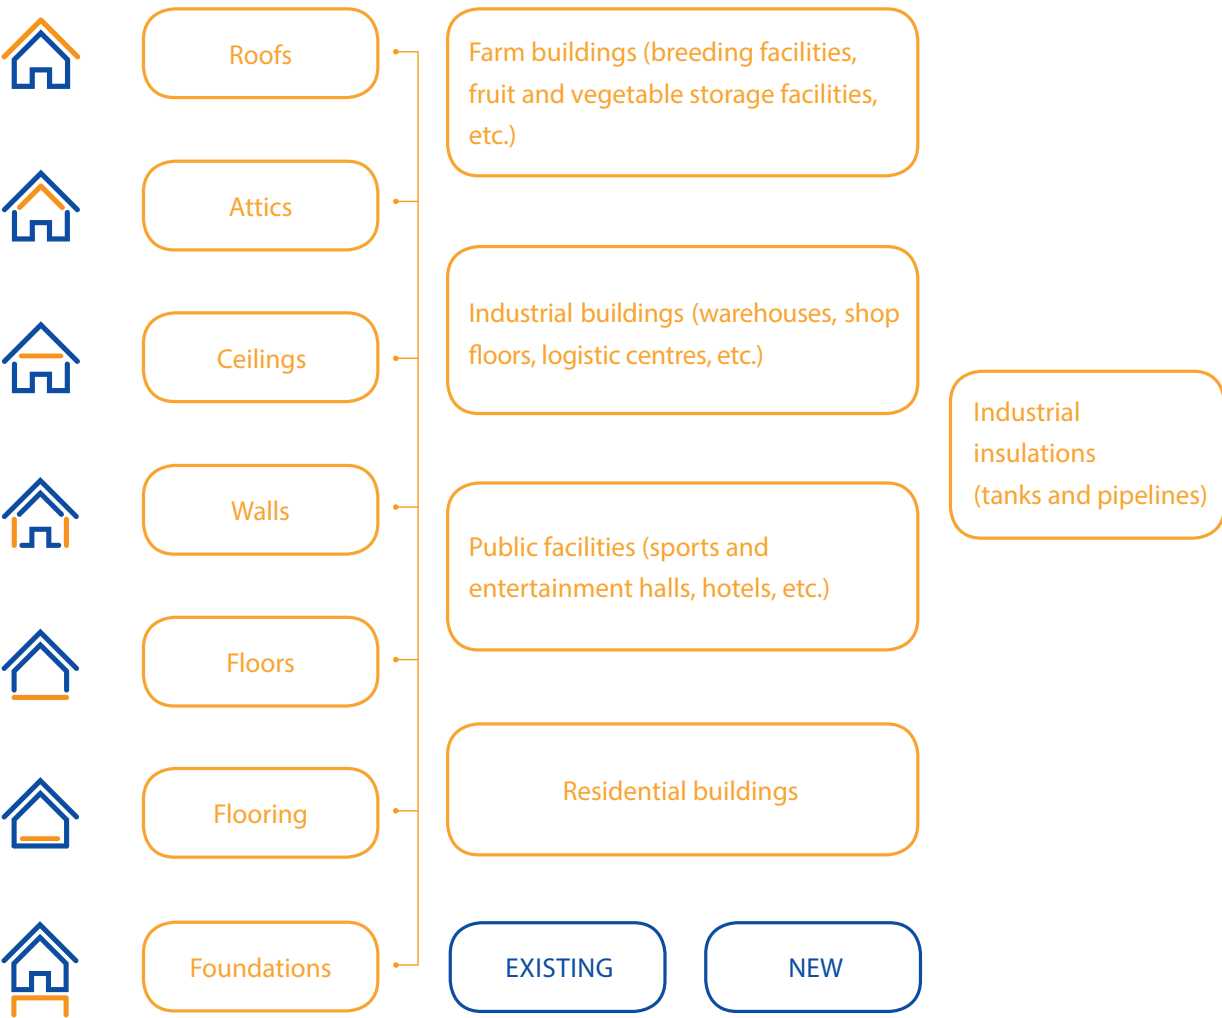 Roofs
Attics
Ceilings
Walls
Floors
Flooring
Foundations
Farm buildings (breeding facilities,
fruit and vegetable storage facilities,
etc.)
Industrial buildings (warehouses, shop
floors, logistic centres, etc.)
Public facilities (sports and
entertainment halls, hotels, etc.)
Residential buildings
EXISTING
NEW
Industrial
insulations
(tanks and pipelines)